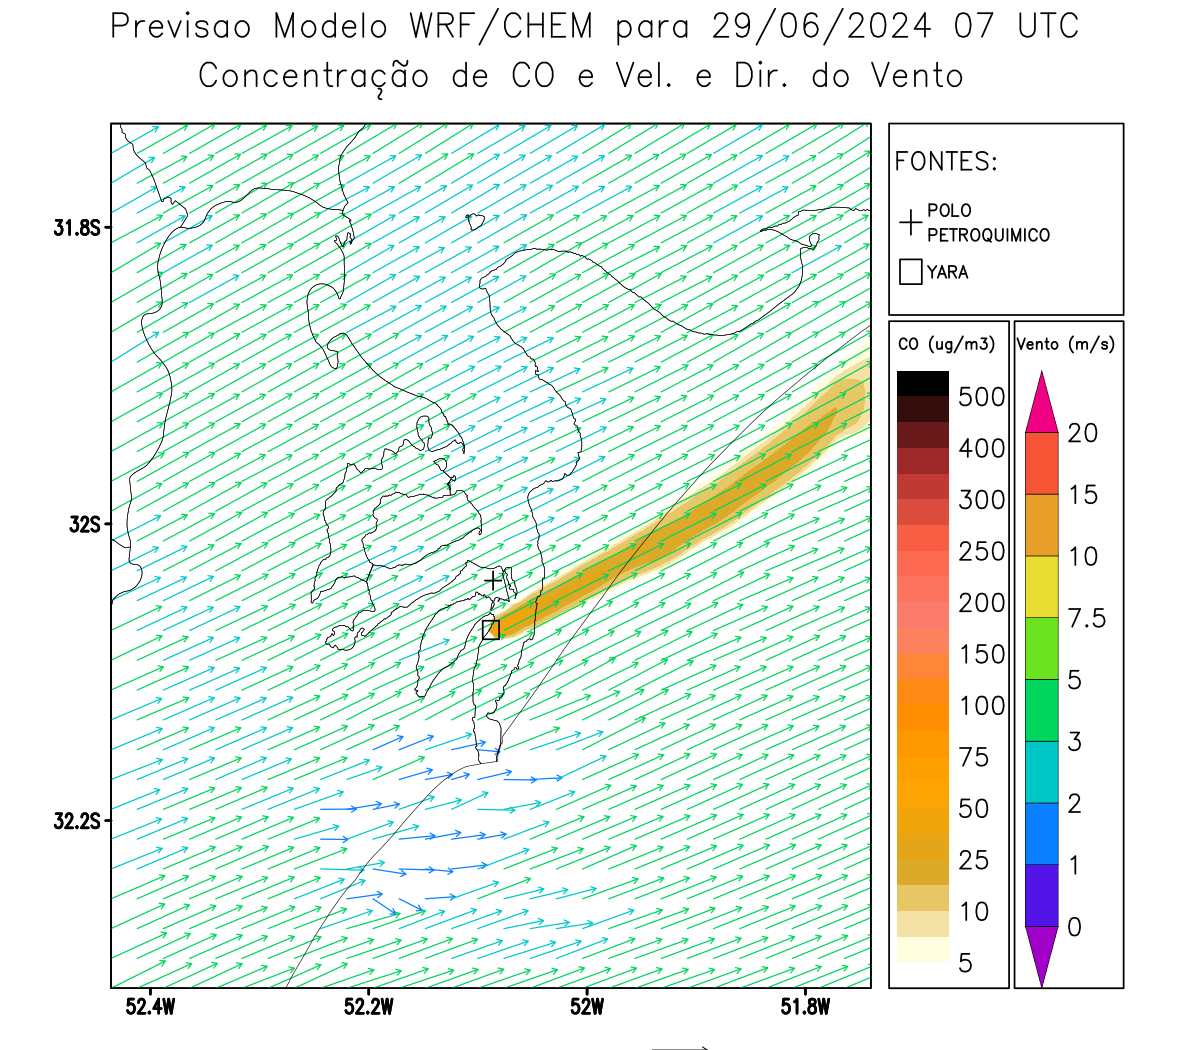 Previsao Modelo WRF/CHEM para 29/06/2024 07 UTC
Concentração de CO e Vel. e Dir. do Vento
FONTES:
POLO
PETROQUIMICO
YARA
31.8S
32S
32.2S
52.4W
52.2W
52W
51.8W
CO (ug/m3)
500
400
300
250
200
150
100
75
50
25
10
5
Vento (m/s)
20
15
10
7.5
5
3
2
1
0